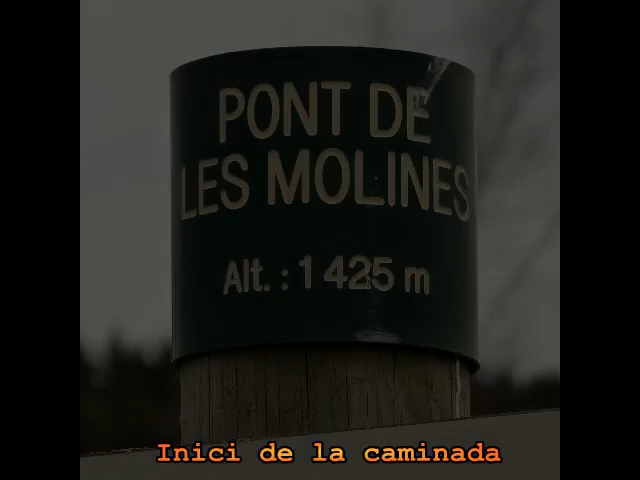 PONT DE
LES MOLINES
Alt. : 1 425 m
Inici de la caminada